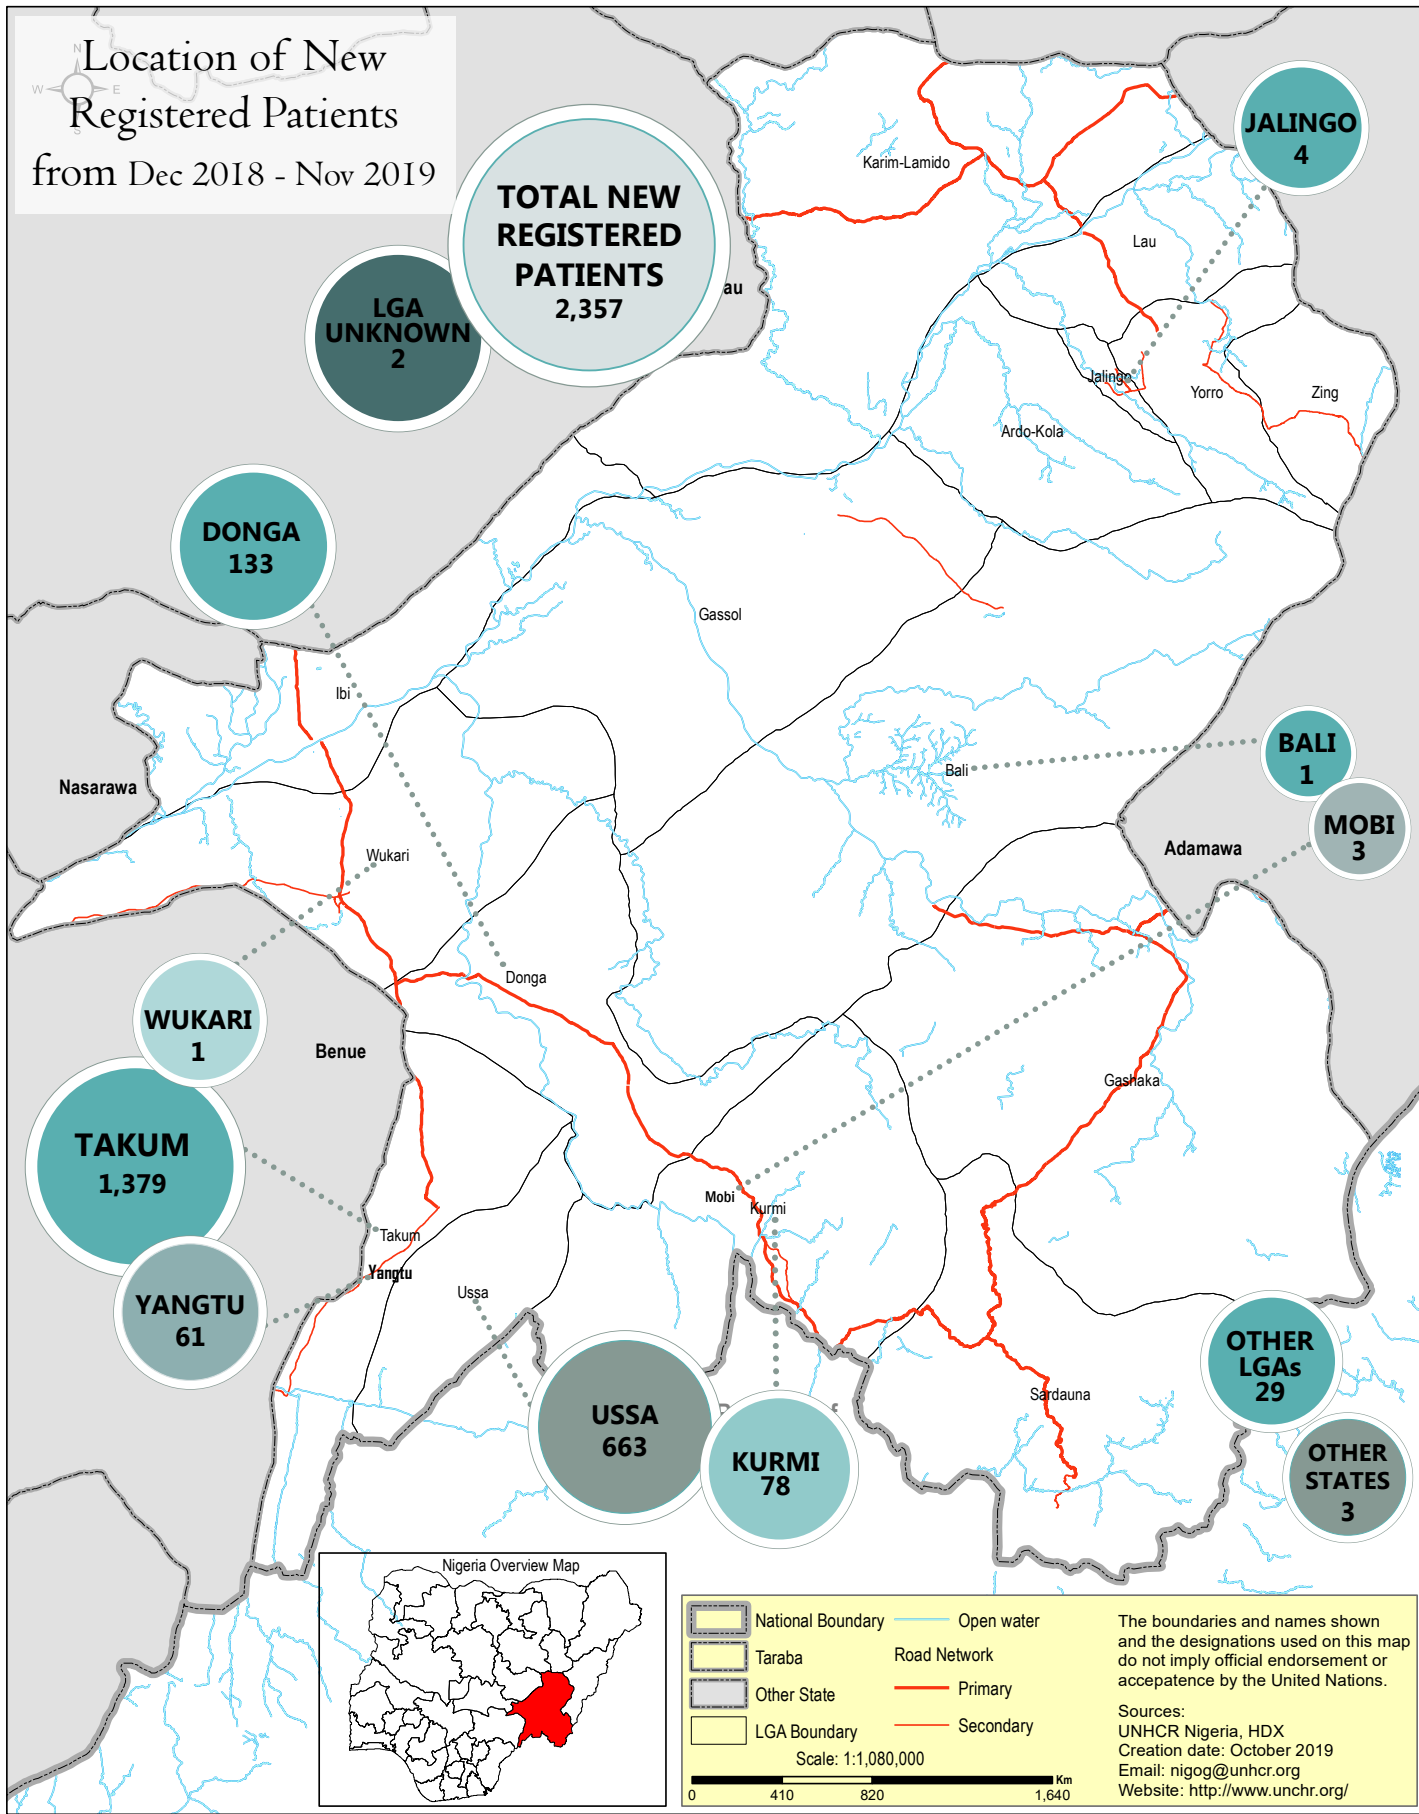 Location of New
Registered Patients
from Dec 2018 - Nov 2019
N
W
E
S
TOTAL NEW
REGISTERED
PATIENTS
2,357
LGA
UNKNOWN
2
au
JALINGO
4
Karim-Lamido
Lau
Jalingo
Yorro
Zing
Ardo-Kola
DONGA
133
Gassol
Ibi
Nasarawa
Bali
BALI
1
MOBI
3
Adamawa
Wukari
Donga
WUKARI
1
Benue
Gashaka
TAKUM
1,379
Mobi
Kurmi
Takum
Yangtu
Ussa
YANGTU
61
USSA
663
KURMI
78
Sardauna
OTHER
LGAs
29
OTHER
STATES
3
Nigeria Overview Map
National Boundary
Taraba
Other State
LGA Boundary
Open water
Road Network
Primary
Secondary
Scale: 1:1,080,000
Km
0 410 820 1,640
The boundaries and names shown
and the designations used on this map
do not imply official endorsement or
accepatence by the United Nations.
Sources:
UNHCR Nigeria, HDX
Creation date: October 2019
Email: nigog@unhcr.org
Website: http://www.unchr.org/